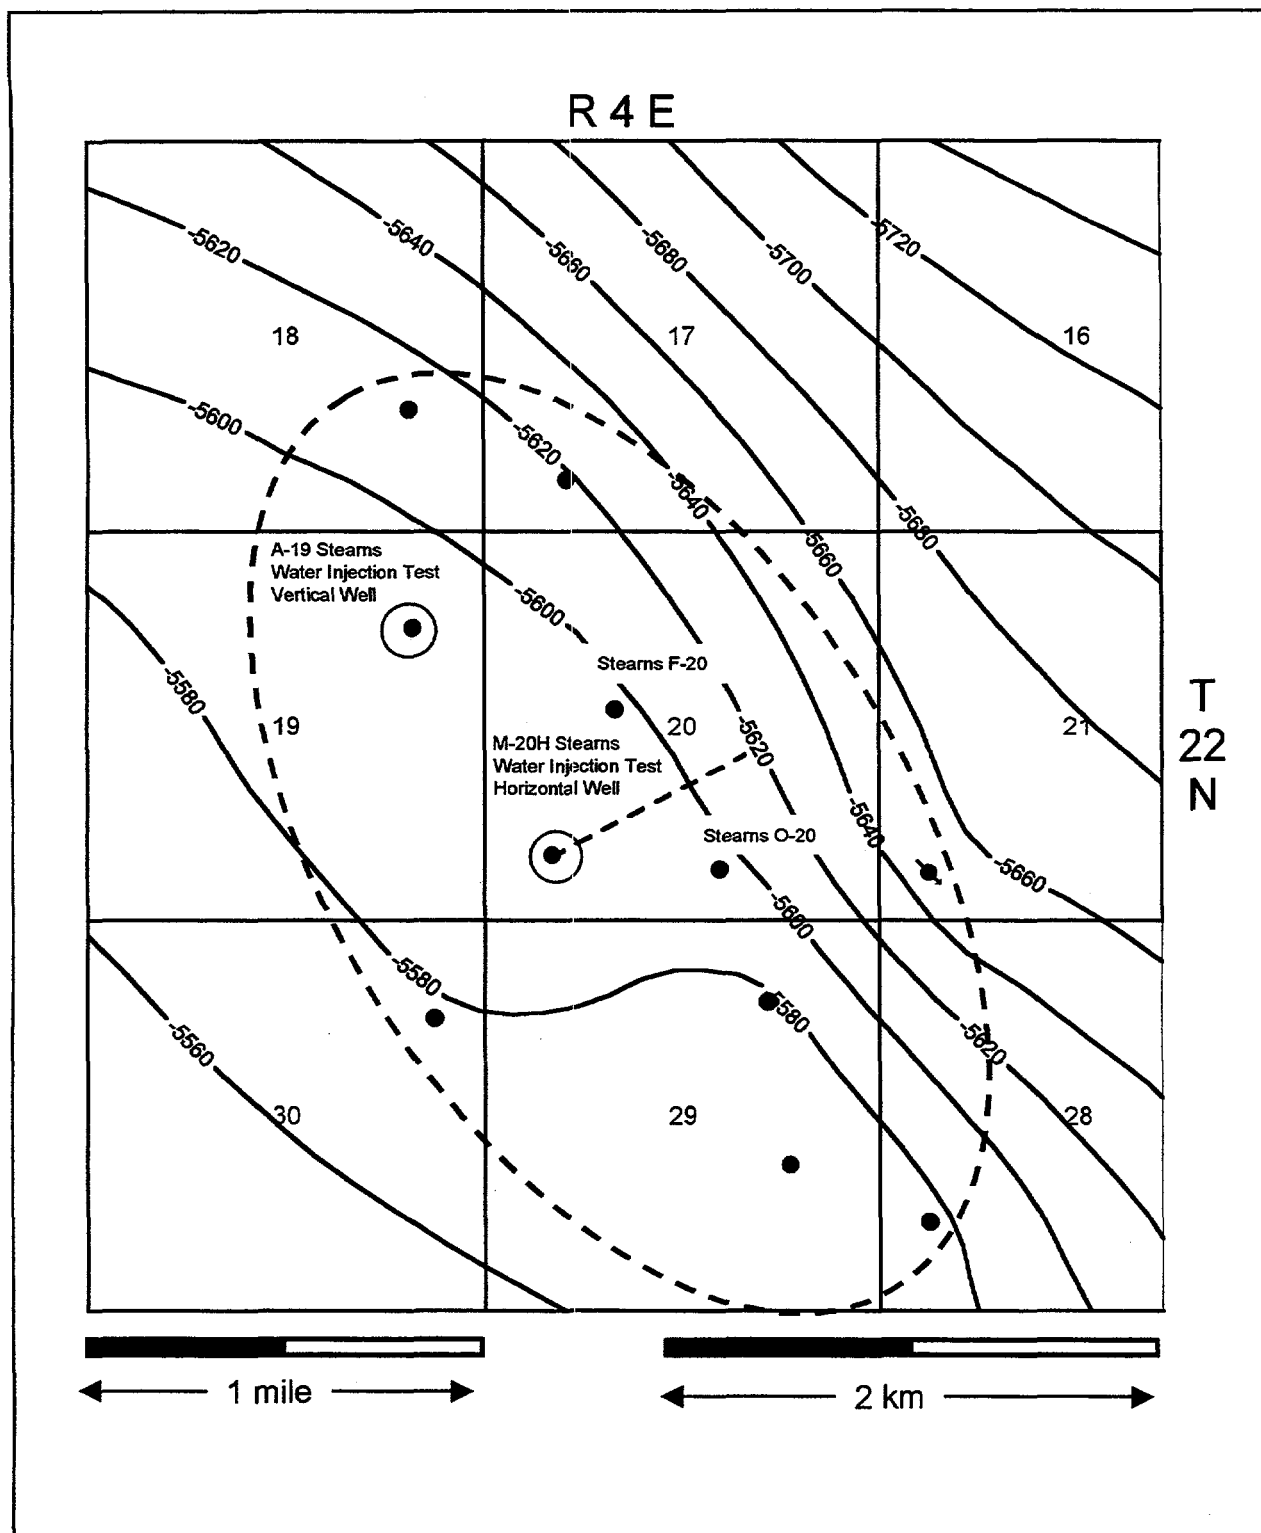 R 4 E
-5620
-5640
-5660
-5680
-5700
-5720
18
17
16
-5600
-5620
-5640
-5660
-5680
A-19 Stearns
Water Injection Test
Vertical Well
-5600
Stearns F-20
-5580
19
M-20H Stearns
Water Injection Test
Horizontal Well
20
-5620
21
T
22
N
Stearns O-20
-5640
-5660
-5600
-5580
-5580
-5560
-5620
30
29
28
1 mile
2 km